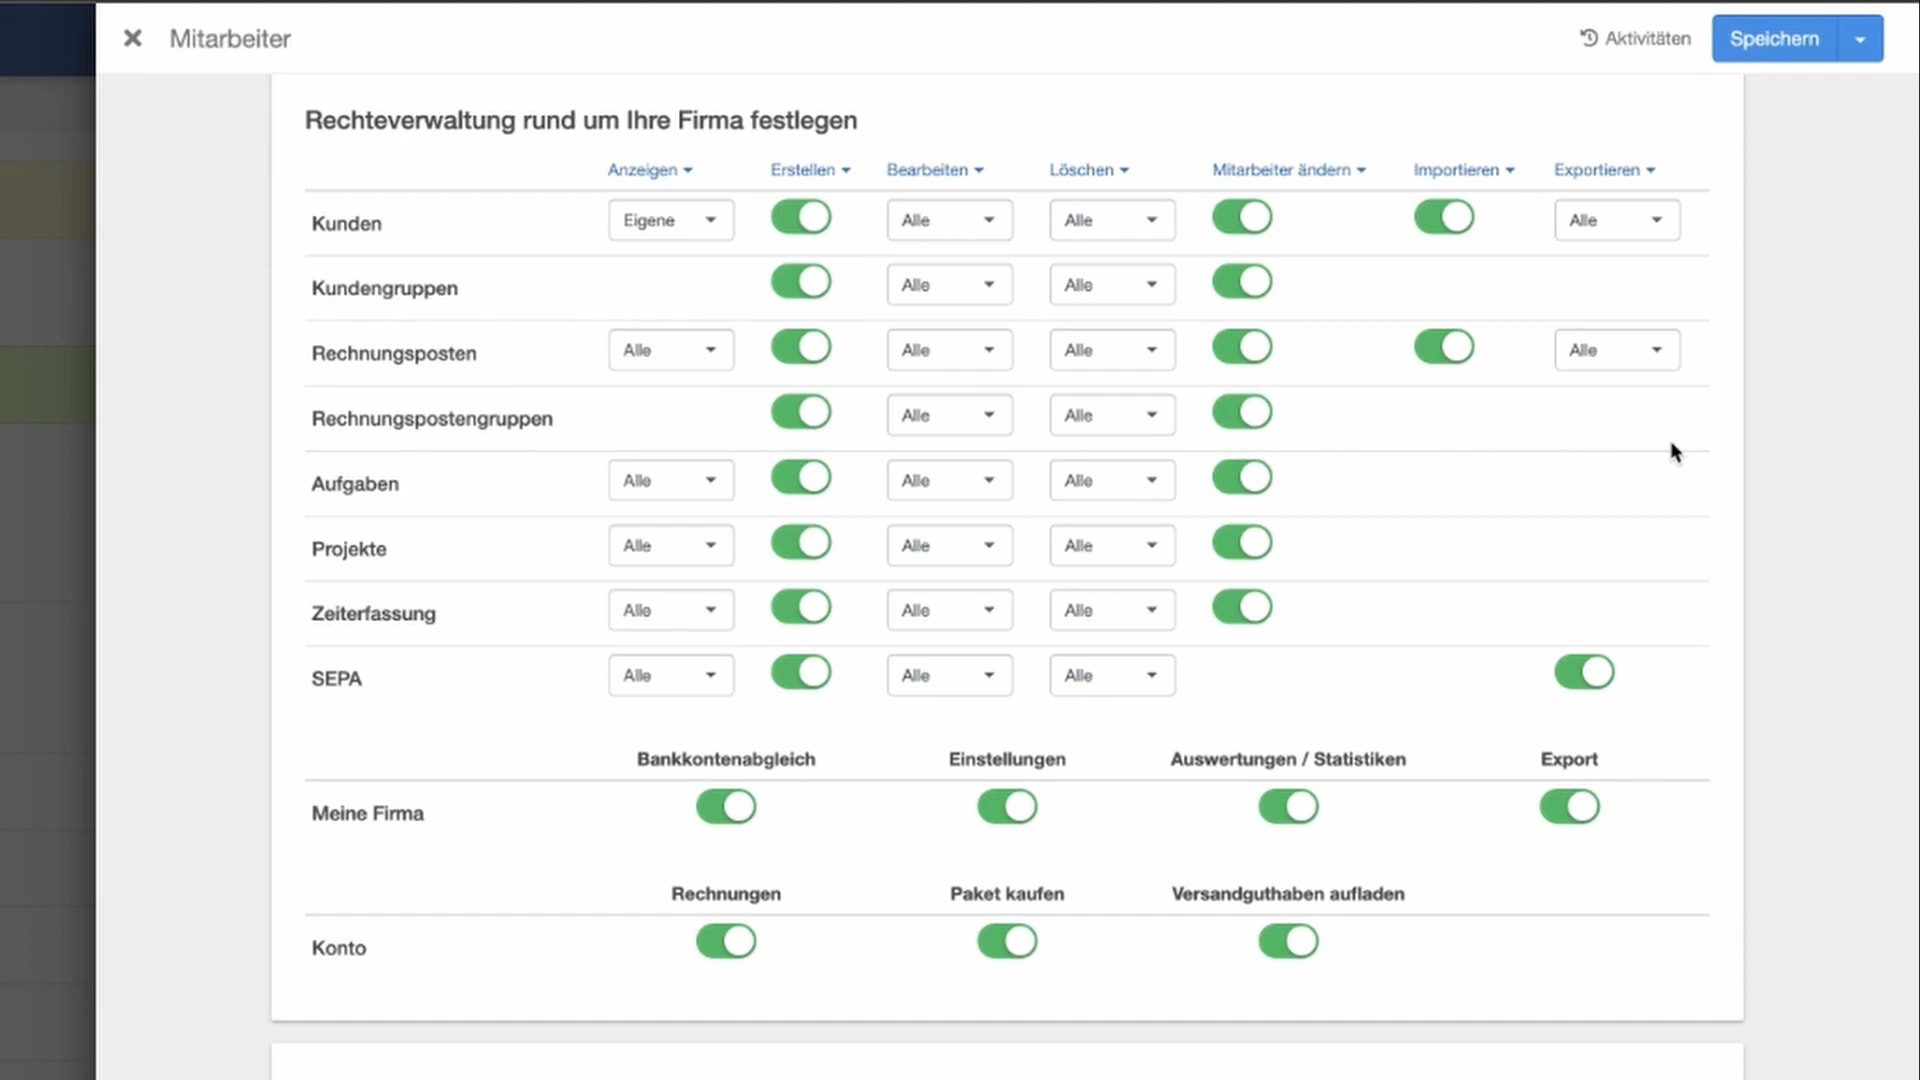 Mitarbeiter Aktivitäten Speichern
Rechteverwaltung rund um Ihre Firma festlegen
Anzeigen Erstellen Bearbeiten Löschen Mitarbeiter ändern Importieren Exportieren
Kunden Eigene Alle Alle Alle
Kundengruppen Alle Alle
Rechnungsposten Alle Alle Alle Alle
Rechnungspostengruppen Alle Alle
Aufgaben Alle Alle Alle
Projekte Alle Alle Alle
Zeiterfassung Alle Alle Alle
SEPA Alle Alle Alle
Bankkontenabgleich Einstellungen Auswertungen / Statistiken Export
Meine Firma
Rechnungen Paket kaufen Versandguthaben aufladen
Konto